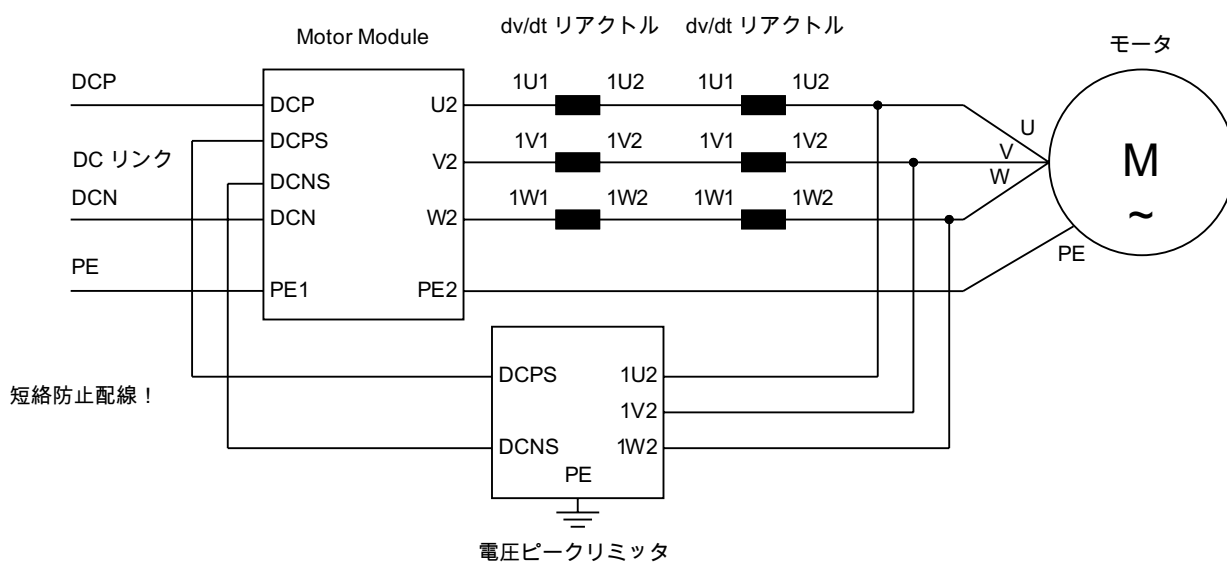 dv/dt リアクトル dv/dt リアクトル
Motor Module
モータ
DCP
DCP U2 1U1 1U2 1U1 1U2
U
DCPS
DC リンク
V2 1V1 1V2 1V1 1V2
V
M
~
DCNS
W
DCN
DCN W2 1W1 1W2 1W1 1W2
PE
PE
PE1 PE2
DCPS 1U2
短絡防止配線！
1V2
DCNS 1W2
PE
電圧ピークリミッタ